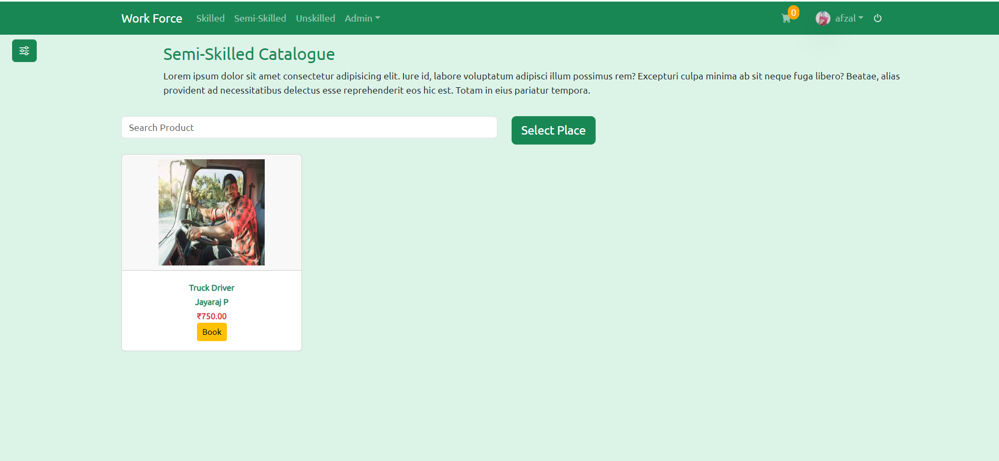 Work Force Skilled Semi-Skilled Unskilled Admin 0 afzal
Semi-Skilled Catalogue
Lorem ipsum dolor sit amet consectetur adipisicing elit. Iure id, labore voluptatum adipisci illum possimus rem? Excepturi culpa minima ab sit neque fuga libero? Beatae, alias
provident ad necessitatibus delectus esse reprehenderit eos hic est. Totam in eius pariatur tempora.
Search Product Select Place
Truck Driver
Jayaraj P
₹750.00
Book